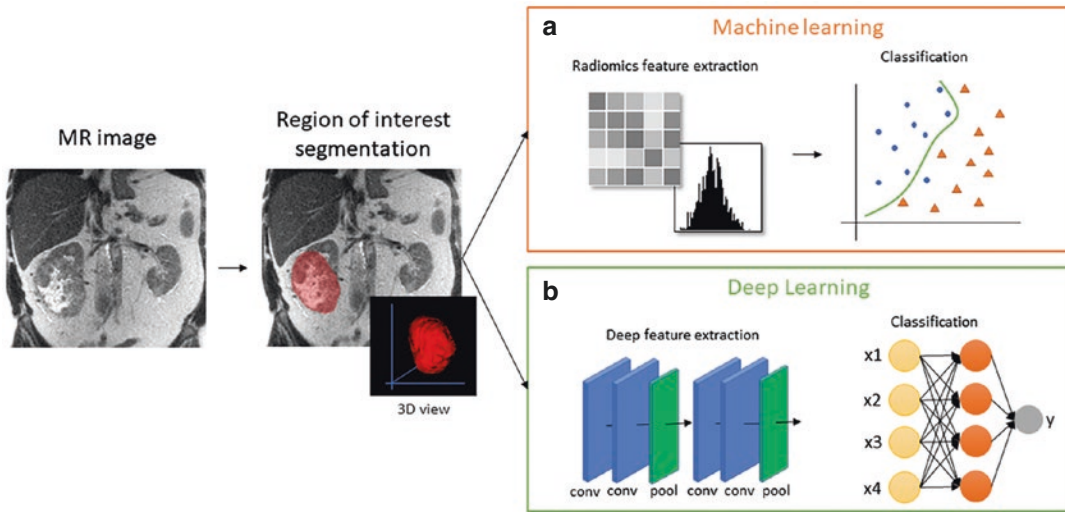 MR image
Region of interest
segmentation
3D view
a
Machine learning
Radiomics feature extraction
Classification
b
Deep Learning
Deep feature extraction
conv conv pool conv conv pool
Classification
x1
x2
x3
x4
y